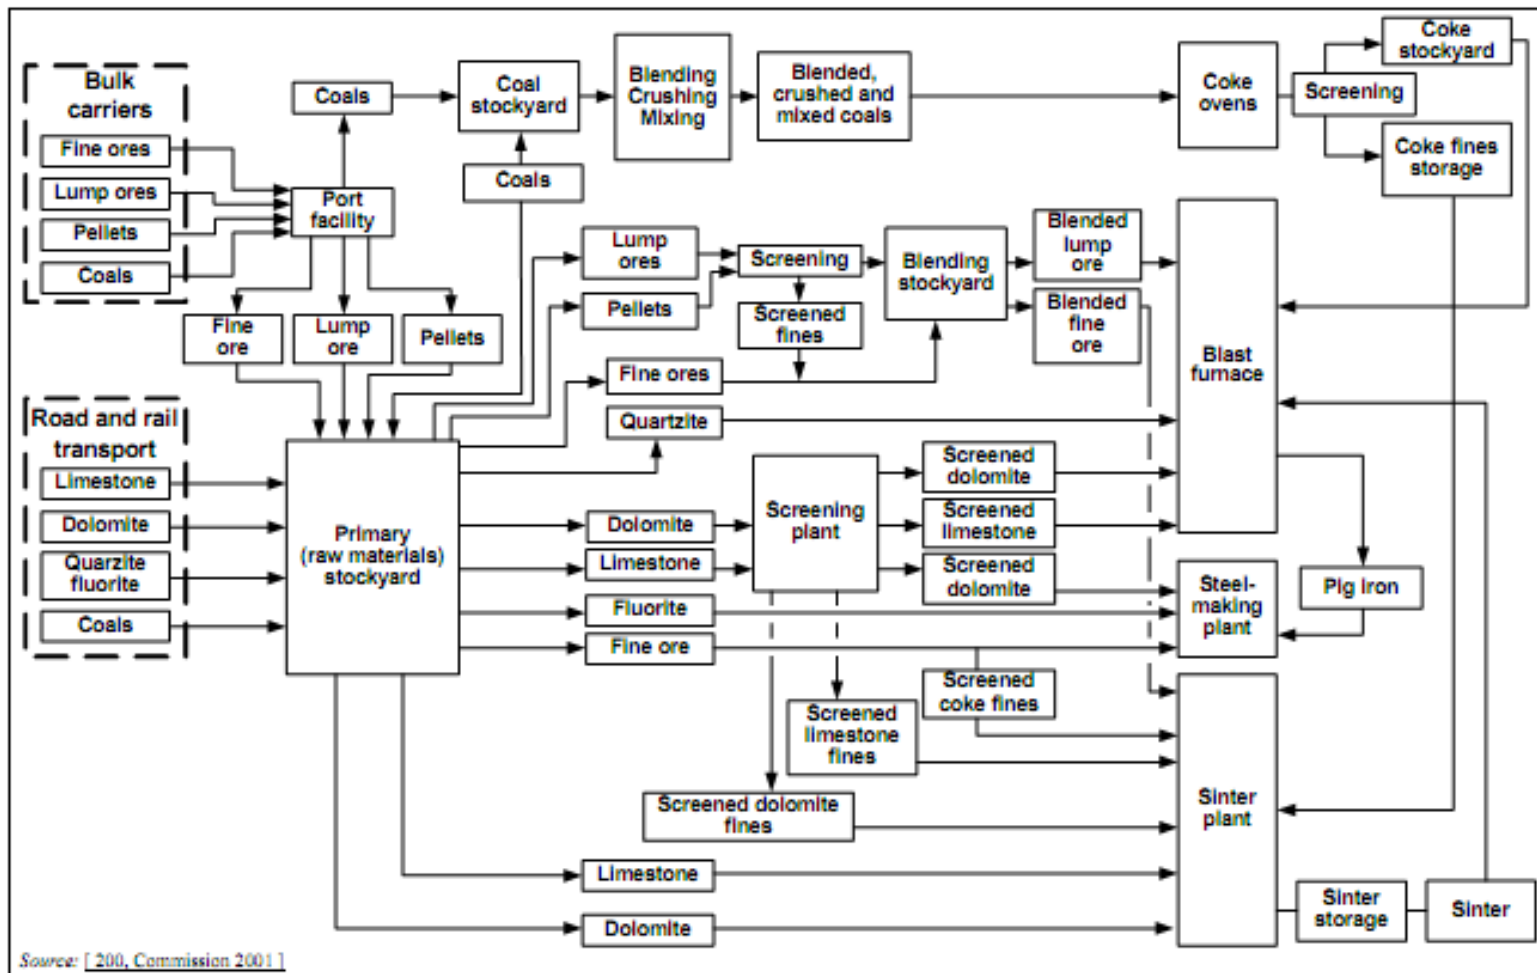 Bulk
carriers
Fine ores
Lump ores
Pellets
Coals
Coals
Port
facility
Fine
ore
Lump
ore
Pellets
Coal
stockyard
Coals
Blending
Crushing
Mixing
Blended,
crushed and
mixed coals
Coke
ovens
Screening
Coke
stockyard
Coke fines
storage
Lump
ores
Pellets
Screening
Screened
fines
Blending
stockyard
Blended
lump
ore
Blended
fine
ore
Fine ores
Quartzite
Blast
furnace
Road and rail
transport
Limestone
Dolomite
Quarzite
fluorite
Coals
Primary
(raw materials)
stockyard
Dolomite
Limestone
Fluorite
Fine ore
Screening
plant
Screened
dolomite
Screened
limestone
Screened
dolomite
Steel-
making
plant
Pig iron
Screened
coke fines
Screened
limestone
fines
Screened dolomite
fines
Limestone
Dolomite
Sinter
plant
Sinter
storage
Sinter
Source: [ 200, Commission 2001 ]